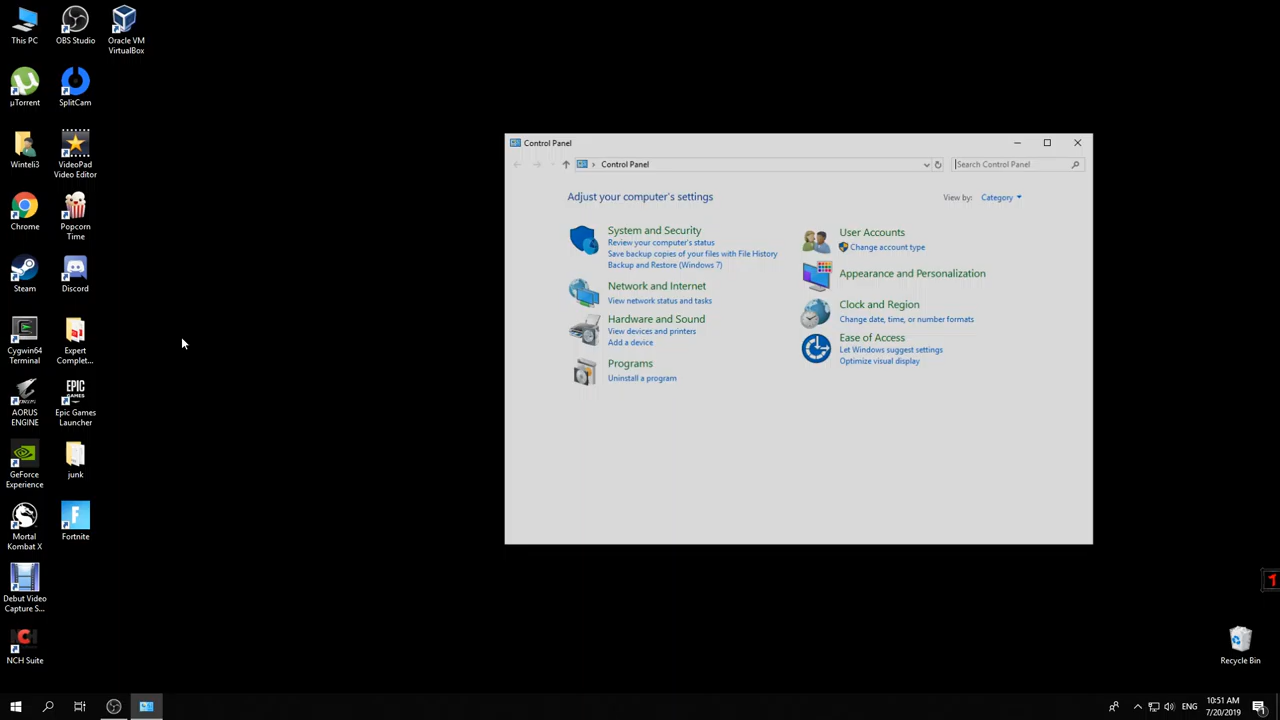 This PC
OBS Studio
Oracle VM
VirtualBox
µTorrent
SplitCam
Winteli3
VideoPad
Video Editor
Chrome
Popcorn
Time
Steam
Discord
Cygwin64
Terminal
Expert
Complet...
AORUS
ENGINE
EPIC
GAMES
Epic Games
Launcher
GeForce
Experience
junk
Mortal
Kombat X
F
Fortnite
Debut Video
Capture S...
NCH
NCH Suite
Control Panel
Control Panel
Search Control Panel
Adjust your computer's settings
View by: Category
System and Security
Review your computer's status
Save backup copies of your files with File History
Backup and Restore (Windows 7)
Network and Internet
View network status and tasks
Hardware and Sound
View devices and printers
Add a device
Programs
Uninstall a program
User Accounts
Change account type
Appearance and Personalization
Clock and Region
Change date, time, or number formats
Ease of Access
Let Windows suggest settings
Optimize visual display
1
Recycle Bin
ENG
10:51 AM
7/20/2019
1